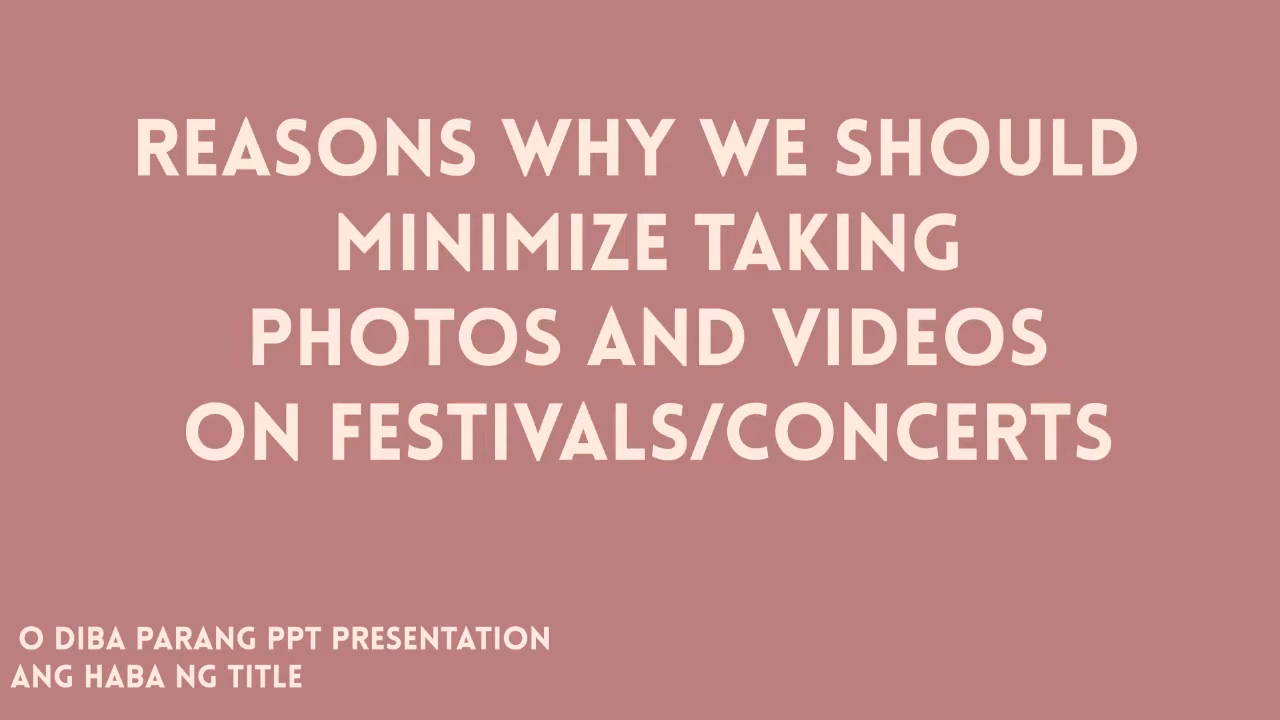 REASONS WHY WE SHOULD
MINIMIZE TAKING
PHOTOS AND VIDEOS
ON FESTIVALS/CONCERTS
O DIBA PARANG PPT PRESENTATION
ANG HABA NG TITLE